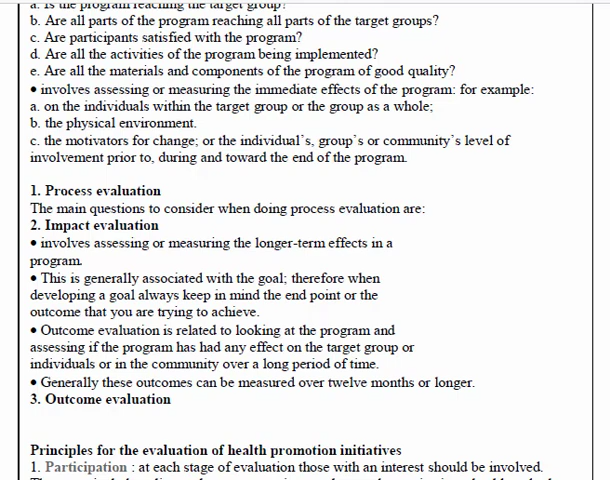 a. Is the program reaching the target group?
b. Are all parts of the program reaching all parts of the target groups?
c. Are participants satisfied with the program?
d. Are all the activities of the program being implemented?
e. Are all the materials and components of the program of good quality?
• involves assessing or measuring the immediate effects of the program: for example:
a. on the individuals within the target group or the group as a whole;
b. the physical environment.
c. the motivators for change; or the individual's, group's or community's level of
involvement prior to, during and toward the end of the program.
1. Process evaluation
The main questions to consider when doing process evaluation are:
2. Impact evaluation
• involves assessing or measuring the longer-term effects in a
program.
• This is generally associated with the goal; therefore when
developing a goal always keep in mind the end point or the
outcome that you are trying to achieve.
• Outcome evaluation is related to looking at the program and
assessing if the program has had any effect on the target group or
individuals or in the community over a long period of time.
• Generally these outcomes can be measured over twelve months or longer.
3. Outcome evaluation
Principles for the evaluation of health promotion initiatives
1. Participation : at each stage of evaluation those with an interest should be involved.